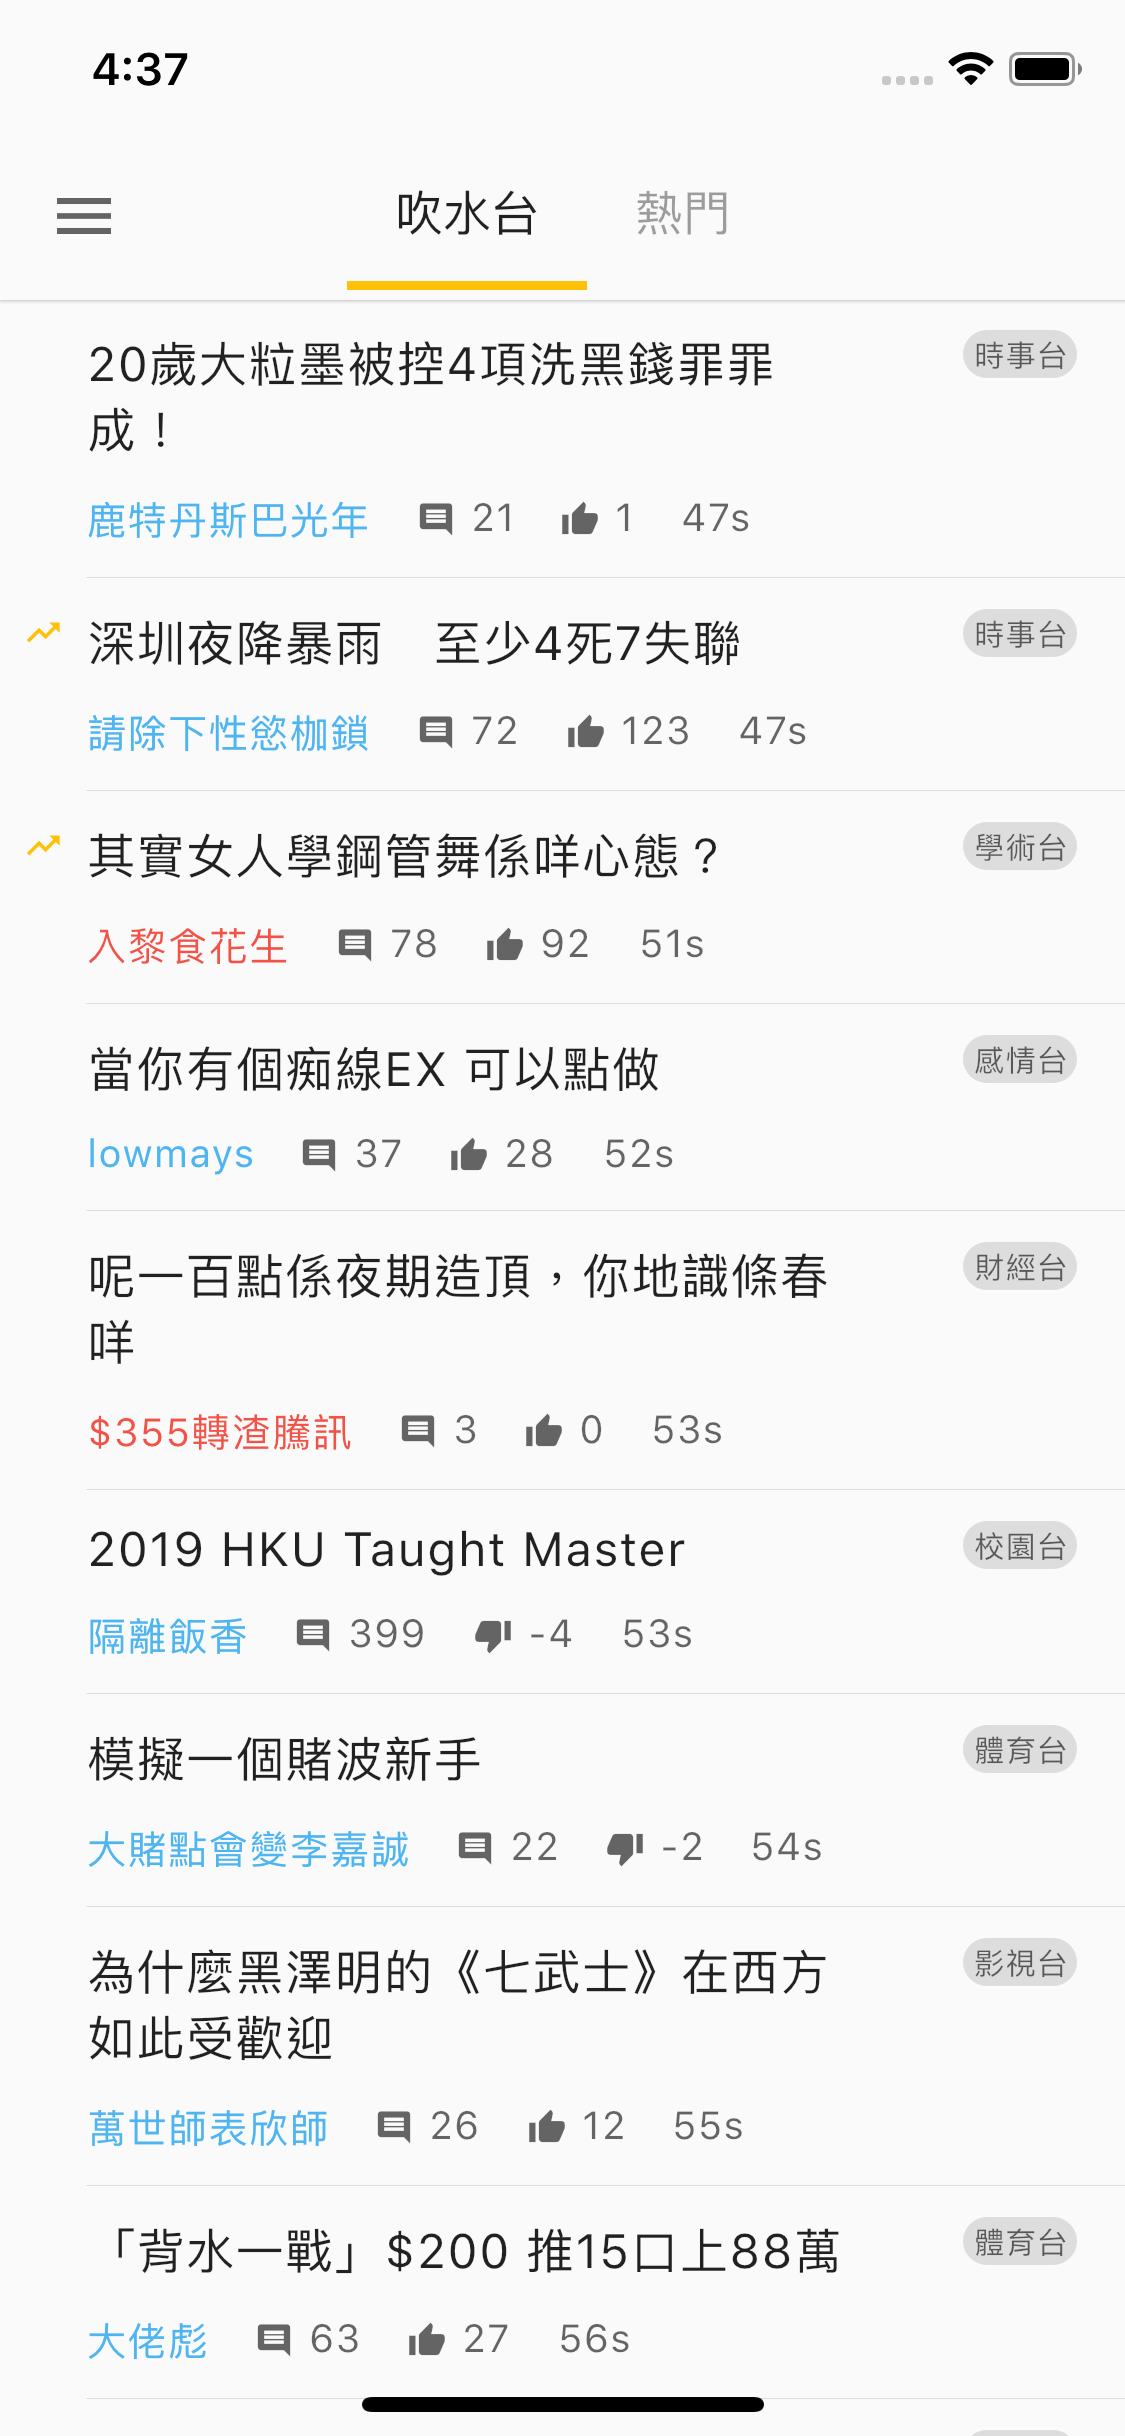 4:37
吹水台 熱門
20歲大粒墨被控4項洗黑錢罪罪 時事台
成！
鹿特丹斯巴光年 21 1 47s
深圳夜降暴雨　至少4死7失聯 時事台
請除下性慾枷鎖 72 123 47s
其實女人學鋼管舞係咩心態？ 學術台
入黎食花生 78 92 51s
當你有個痴線EX 可以點做 感情台
lowmays 37 28 52s
呢一百點係夜期造頂，你地識條春 財經台
咩
$355轉渣騰訊 3 0 53s
2019 HKU Taught Master 校園台
隔離飯香 399 -4 53s
模擬一個賭波新手 體育台
大賭點會變李嘉誠 22 -2 54s
為什麼黑澤明的《七武士》在西方 影視台
如此受歡迎
萬世師表欣師 26 12 55s
「背水一戰」$200 推15口上88萬 體育台
大佬彪 63 27 56s